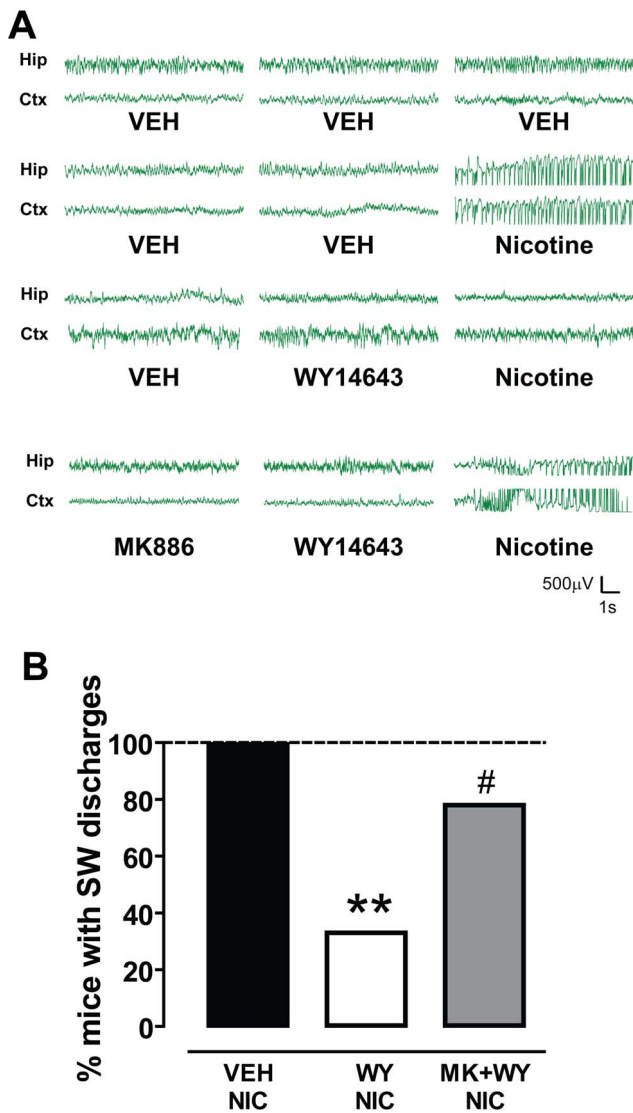 A
Hip
Ctx
VEH VEH VEH
Hip
Ctx
VEH VEH Nicotine
Hip
Ctx
VEH WY14643 Nicotine
Hip
Ctx
MK886 WY14643 Nicotine
500μV
1s
B
% mice with SW discharges
100
80
60
40
20
0
#
**
VEH WY MK+WY
NIC NIC NIC